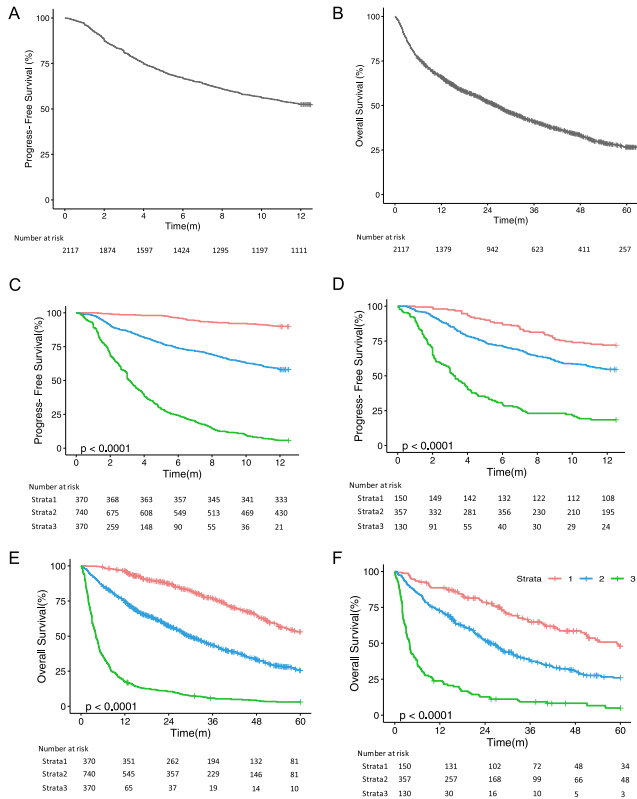 A
Progress- Free Survival (%)
100
75
50
25
0
0 2 4 6 8 10 12
Time(m)
Number at risk
2117 1874 1597 1424 1295 1197 1111
B
Overall Survival (%)
100
75
50
25
0
0 12 24 36 48 60
Time(m)
Number at risk
2117 1379 942 623 411 257
C
Progress- Free Survival(%)
100
75
50
25
0
p < 0.0001
0 2 4 6 8 10 12
Time(m)
Number at risk
Strata1 370 368 363 357 345 341 333
Strata2 740 675 608 549 513 469 430
Strata3 370 259 148 90 55 36 21
D
Progress- Free Survival(%)
100
75
50
25
0
p < 0.0001
0 2 4 6 8 10 12
Time(m)
Number at risk
Strata1 150 149 142 132 122 112 108
Strata2 357 332 281 356 230 210 195
Strata3 130 91 55 40 30 29 24
E
Overall Survival(%)
100
75
50
25
0
p < 0.0001
0 12 24 36 48 60
Time(m)
Number at risk
Strata1 370 351 262 194 132 81
Strata2 740 545 357 229 146 81
Strata3 370 65 37 19 14 10
F
Strata 1 2 3
Overall Survival(%)
100
75
50
25
0
p < 0.0001
0 12 24 36 48 60
Time(m)
Number at risk
Strata1 150 131 102 72 48 34
Strata2 357 257 168 99 66 48
Strata3 130 30 16 10 5 3